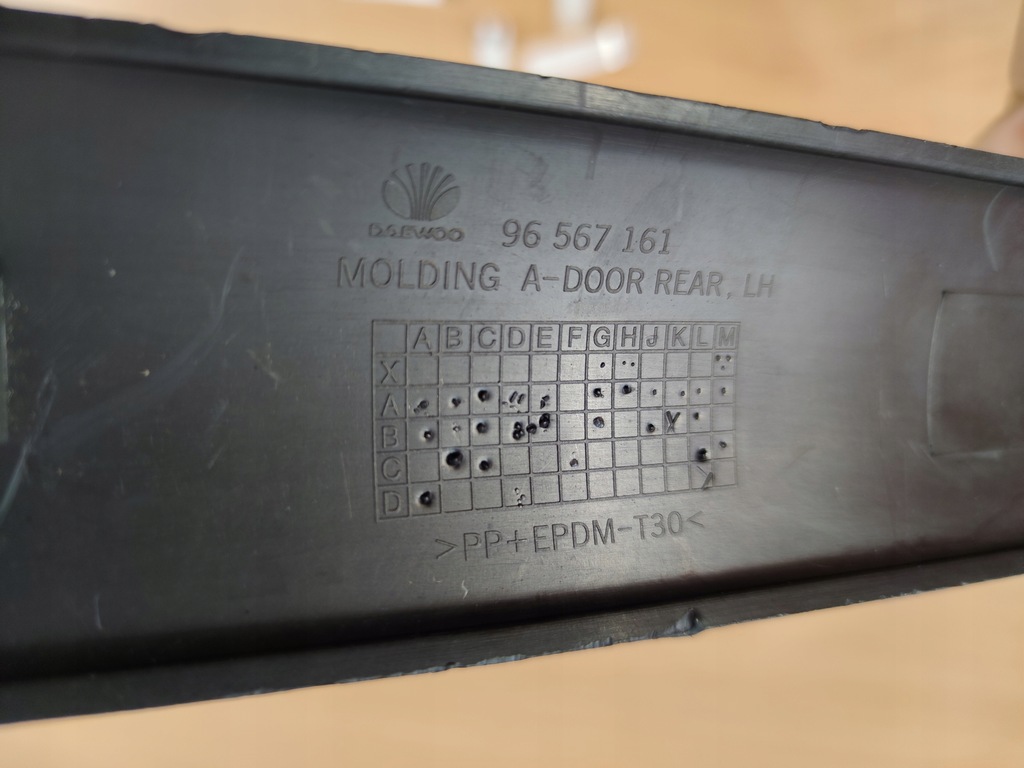 DAEWOO
96 567 161
MOLDING A-DOOR REAR, LH
A B C D E F G H J K L M
X
A
B
C
D
>PP+EPDM-T30<